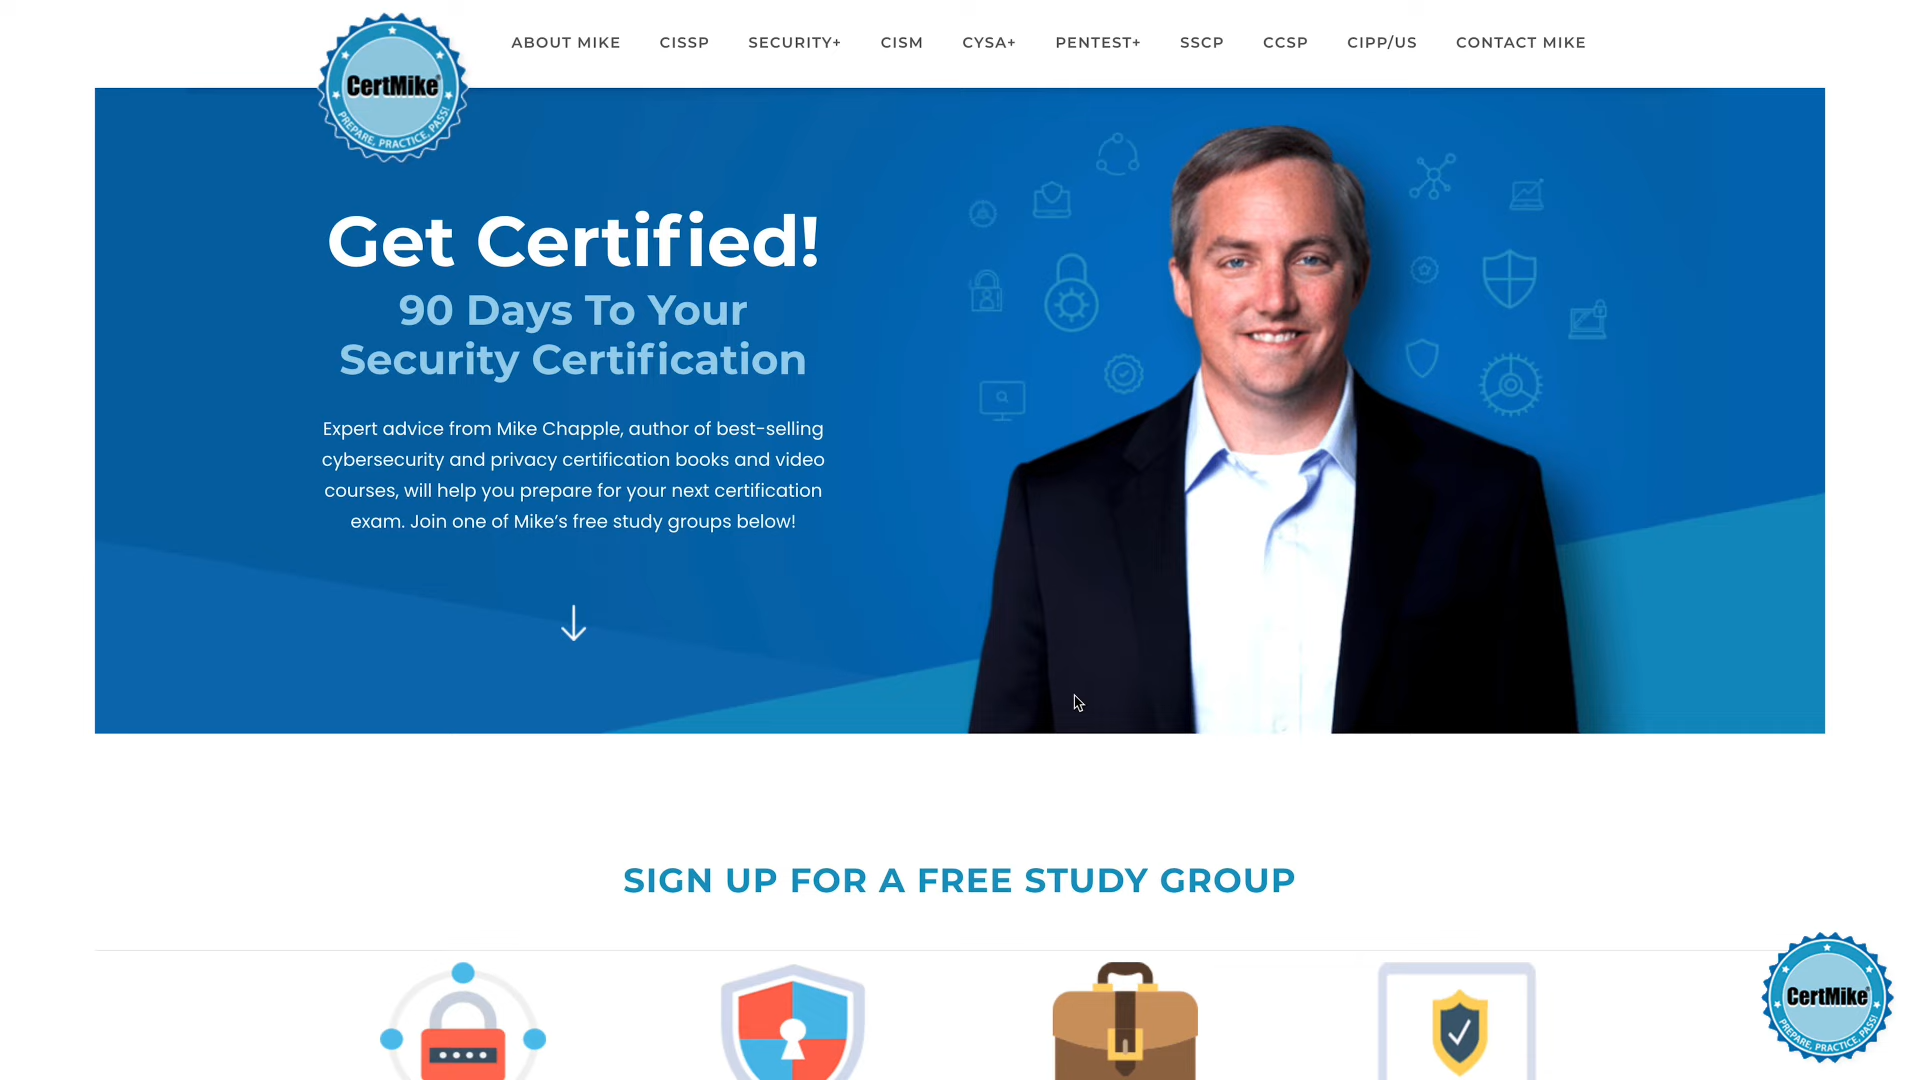 CertMike®
PREPARE, PRACTICE, PASS!
ABOUT MIKE
CISSP
SECURITY+
CISM
CYSA+
PENTEST+
SSCP
CCSP
CIPP/US
CONTACT MIKE
Get Certified!
90 Days To Your
Security Certification
Expert advice from Mike Chapple, author of best-selling
cybersecurity and privacy certification books and video
courses, will help you prepare for your next certification
exam. Join one of Mike’s free study groups below!
SIGN UP FOR A FREE STUDY GROUP
CertMike®
PREPARE, PRACTICE, PASS!